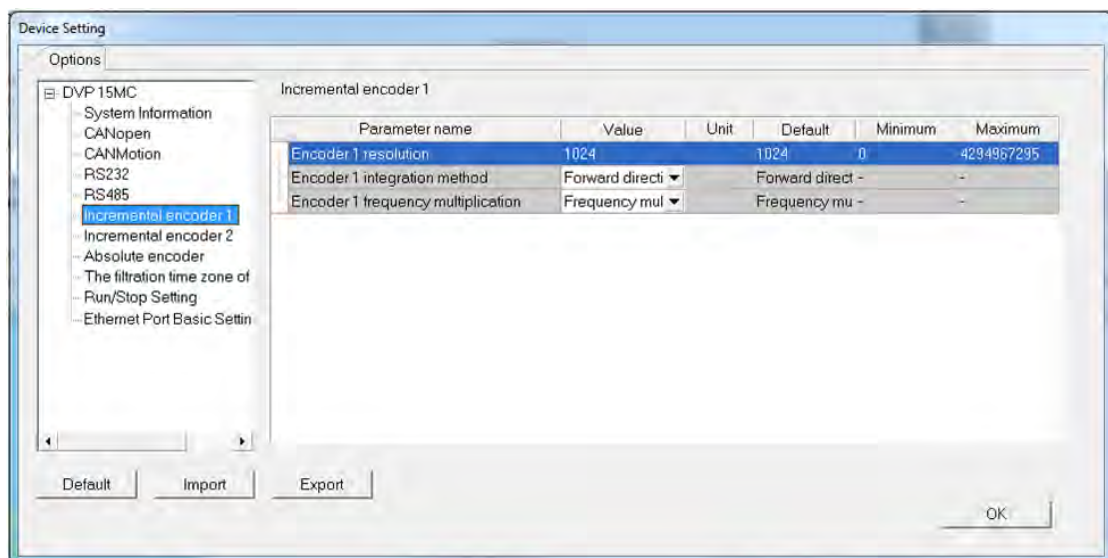 Device Setting
Options
DVP 15MC
System Information
CANopen
CANMotion
RS232
RS485
Incremental encoder 1
Incremental encoder 2
Absolute encoder
The filtration time zone of
Run/Stop Setting
Ethernet Port Basic Settin
Incremental encoder 1
Parameter name Value Unit Default Minimum Maximum
Encoder 1 resolution 1024 1024 0 4294967295
Encoder 1 integration method Forward directi Forward direct - -
Encoder 1 frequency multiplication Frequency mul Frequency mu - -
Default Import Export
OK